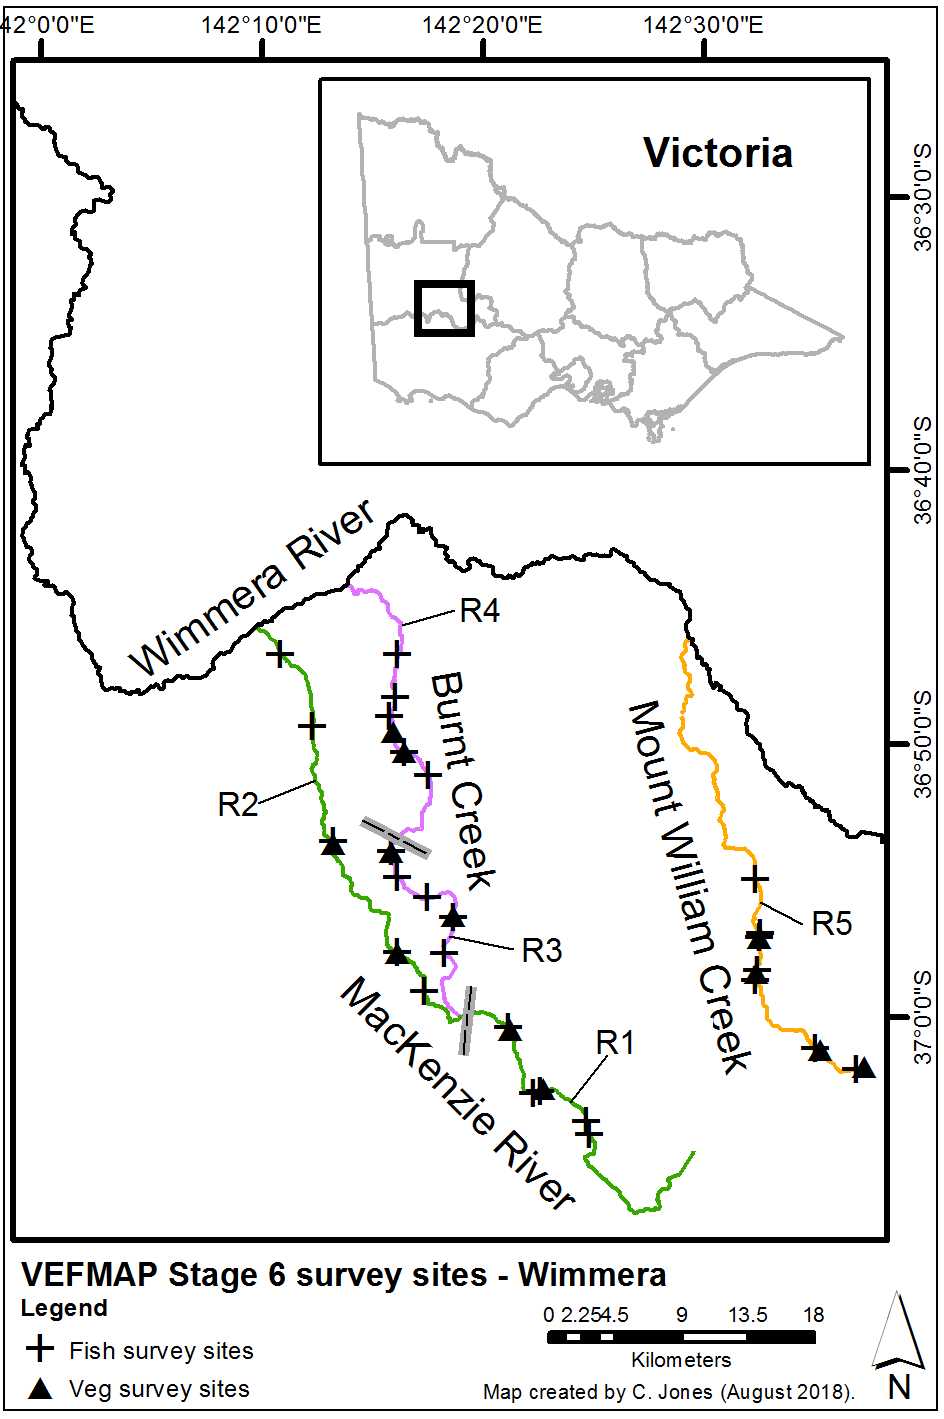 42°0'0"E
142°10'0"E
142°20'0"E
142°30'0"E
Victoria
36°30'0"S
36°40'0"S
36°50'0"S
37°0'0"S
Wimmera River
R4
Burnt Creek
R2
Mount William Creek
R5
R3
MacKenzie River
R1
VEFMAP Stage 6 survey sites - Wimmera
Legend
Fish survey sites
Veg survey sites
0 2.254.5 9 13.5 18
Kilometers
Map created by C. Jones (August 2018).
N